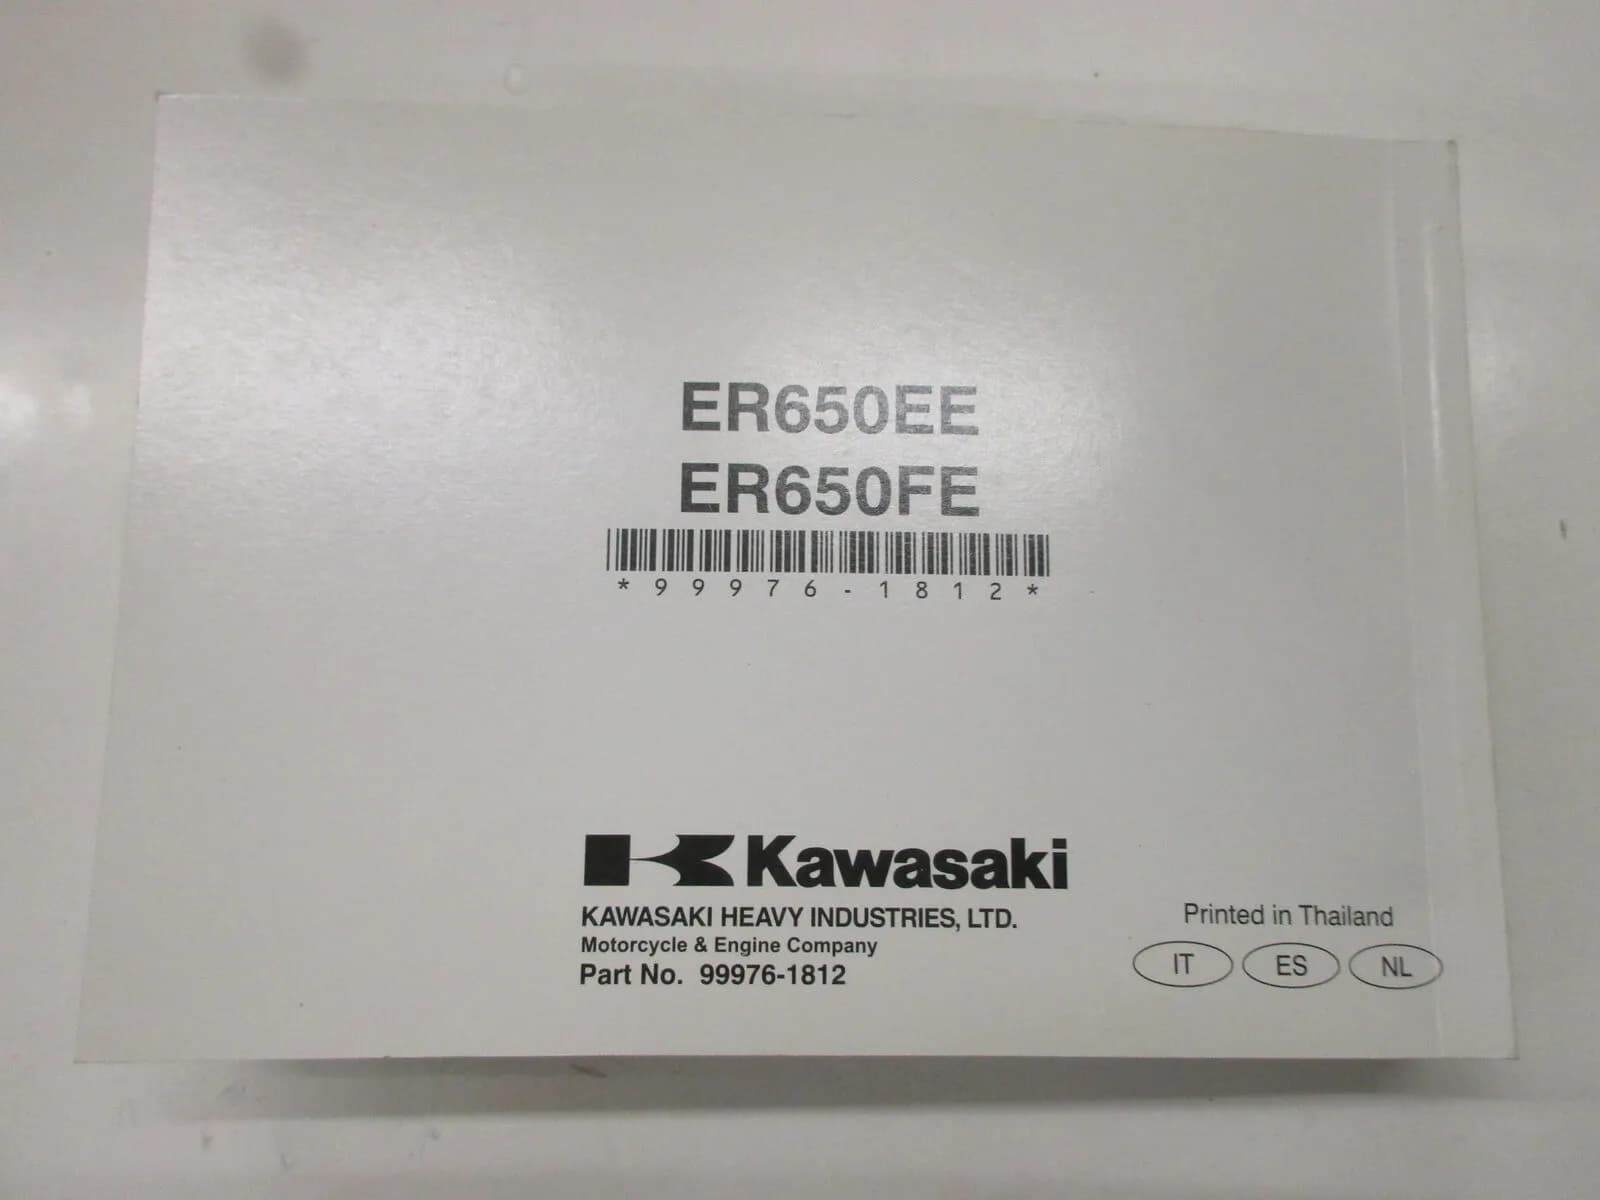 ER650EE
ER650FE
*99976-1812*
Kawasaki
KAWASAKI HEAVY INDUSTRIES, LTD.
Motorcycle & Engine Company
Part No. 99976-1812
Printed in Thailand
IT ES NL